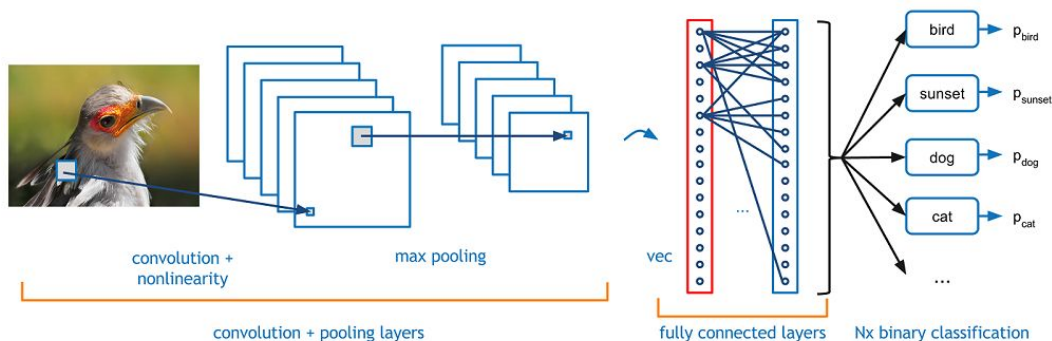 bird
p_bird
sunset
p_sunset
dog
p_dog
cat
p_cat
...
...
convolution +
nonlinearity
max pooling
vec
convolution + pooling layers
fully connected layers
Nx binary classification